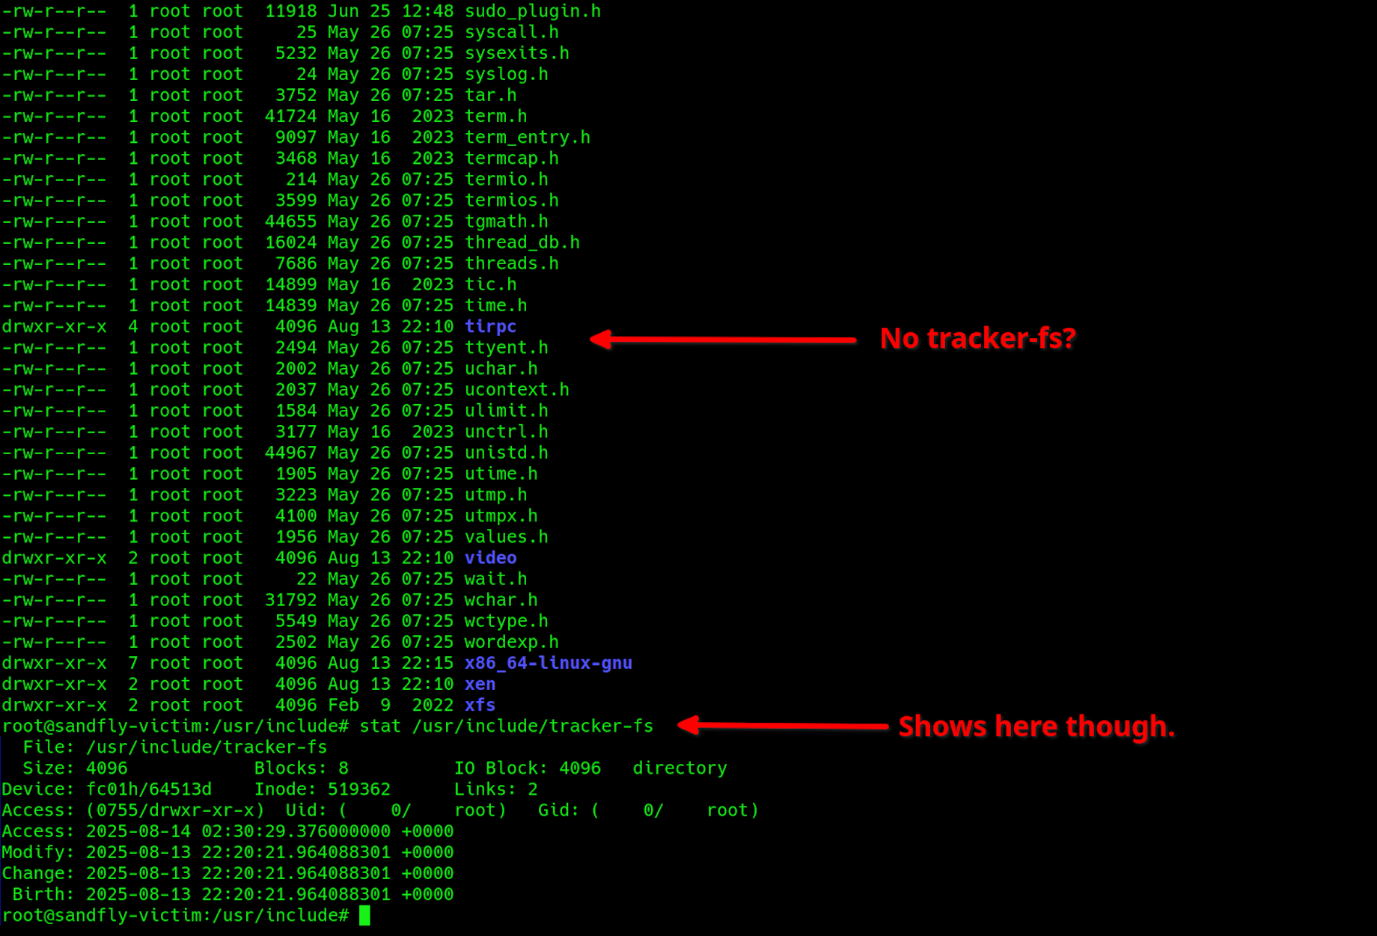 -rw-r--r--  1 root root  11918 Jun 25 12:48 sudo_plugin.h
-rw-r--r--  1 root root     25 May 26 07:25 syscall.h
-rw-r--r--  1 root root   5232 May 26 07:25 sysexits.h
-rw-r--r--  1 root root     24 May 26 07:25 syslog.h
-rw-r--r--  1 root root   3752 May 26 07:25 tar.h
-rw-r--r--  1 root root  41724 May 16  2023 term.h
-rw-r--r--  1 root root   9097 May 16  2023 term_entry.h
-rw-r--r--  1 root root   3468 May 16  2023 termcap.h
-rw-r--r--  1 root root    214 May 26 07:25 termio.h
-rw-r--r--  1 root root   3599 May 26 07:25 termios.h
-rw-r--r--  1 root root  44655 May 26 07:25 tgmath.h
-rw-r--r--  1 root root  16024 May 26 07:25 thread_db.h
-rw-r--r--  1 root root   7686 May 26 07:25 threads.h
-rw-r--r--  1 root root  14899 May 16  2023 tic.h
-rw-r--r--  1 root root  14839 May 26 07:25 time.h
drwxr-xr-x  4 root root   4096 Aug 13 22:10 tirpc
No tracker-fs?
-rw-r--r--  1 root root   2494 May 26 07:25 ttyent.h
-rw-r--r--  1 root root   2002 May 26 07:25 uchar.h
-rw-r--r--  1 root root   2037 May 26 07:25 ucontext.h
-rw-r--r--  1 root root   1584 May 26 07:25 ulimit.h
-rw-r--r--  1 root root   3177 May 16  2023 unctrl.h
-rw-r--r--  1 root root  44967 May 26 07:25 unistd.h
-rw-r--r--  1 root root   1905 May 26 07:25 utime.h
-rw-r--r--  1 root root   3223 May 26 07:25 utmp.h
-rw-r--r--  1 root root   4100 May 26 07:25 utmpx.h
-rw-r--r--  1 root root   1956 May 26 07:25 values.h
drwxr-xr-x  2 root root   4096 Aug 13 22:10 video
-rw-r--r--  1 root root     22 May 26 07:25 wait.h
-rw-r--r--  1 root root  31792 May 26 07:25 wchar.h
-rw-r--r--  1 root root   5549 May 26 07:25 wctype.h
-rw-r--r--  1 root root   2502 May 26 07:25 wordexp.h
drwxr-xr-x  7 root root   4096 Aug 13 22:15 x86_64-linux-gnu
drwxr-xr-x  2 root root   4096 Aug 13 22:10 xen
drwxr-xr-x  2 root root   4096 Feb  9  2022 xfs
root@sandfly-victim:/usr/include# stat /usr/include/tracker-fs
Shows here though.
  File: /usr/include/tracker-fs
  Size: 4096            Blocks: 8          IO Block: 4096   directory
Device: fc01h/64513d    Inode: 519362      Links: 2
Access: (0755/drwxr-xr-x)  Uid: (    0/    root)   Gid: (    0/    root)
Access: 2025-08-14 02:30:29.376000000 +0000
Modify: 2025-08-13 22:20:21.964088301 +0000
Change: 2025-08-13 22:20:21.964088301 +0000
 Birth: 2025-08-13 22:20:21.964088301 +0000
root@sandfly-victim:/usr/include#